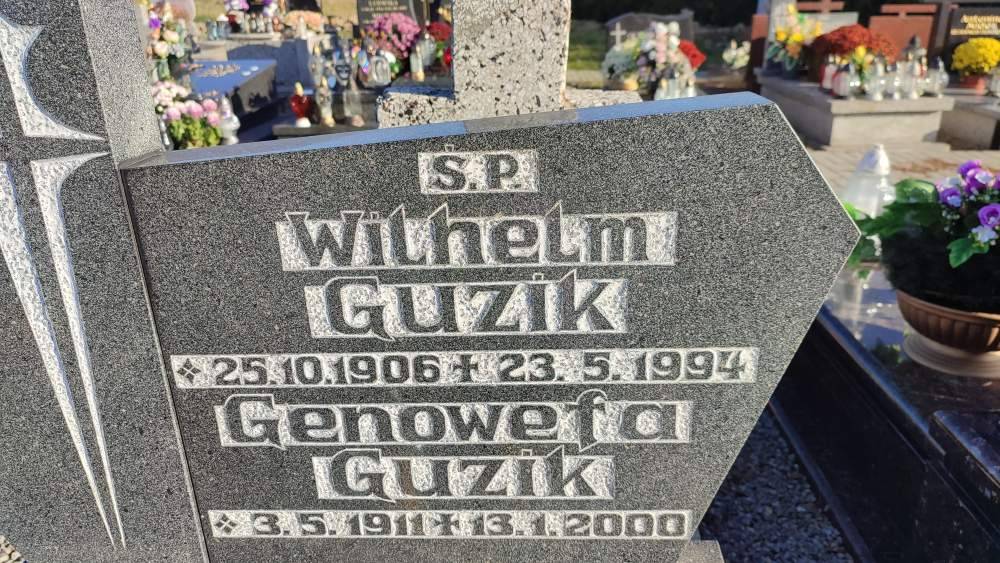 Ś.P.
Wilhelm
Guzik
25.10.1906 + 23.5.1994
Genowefa
Guzik
3.5.1911 + 13.1.2000